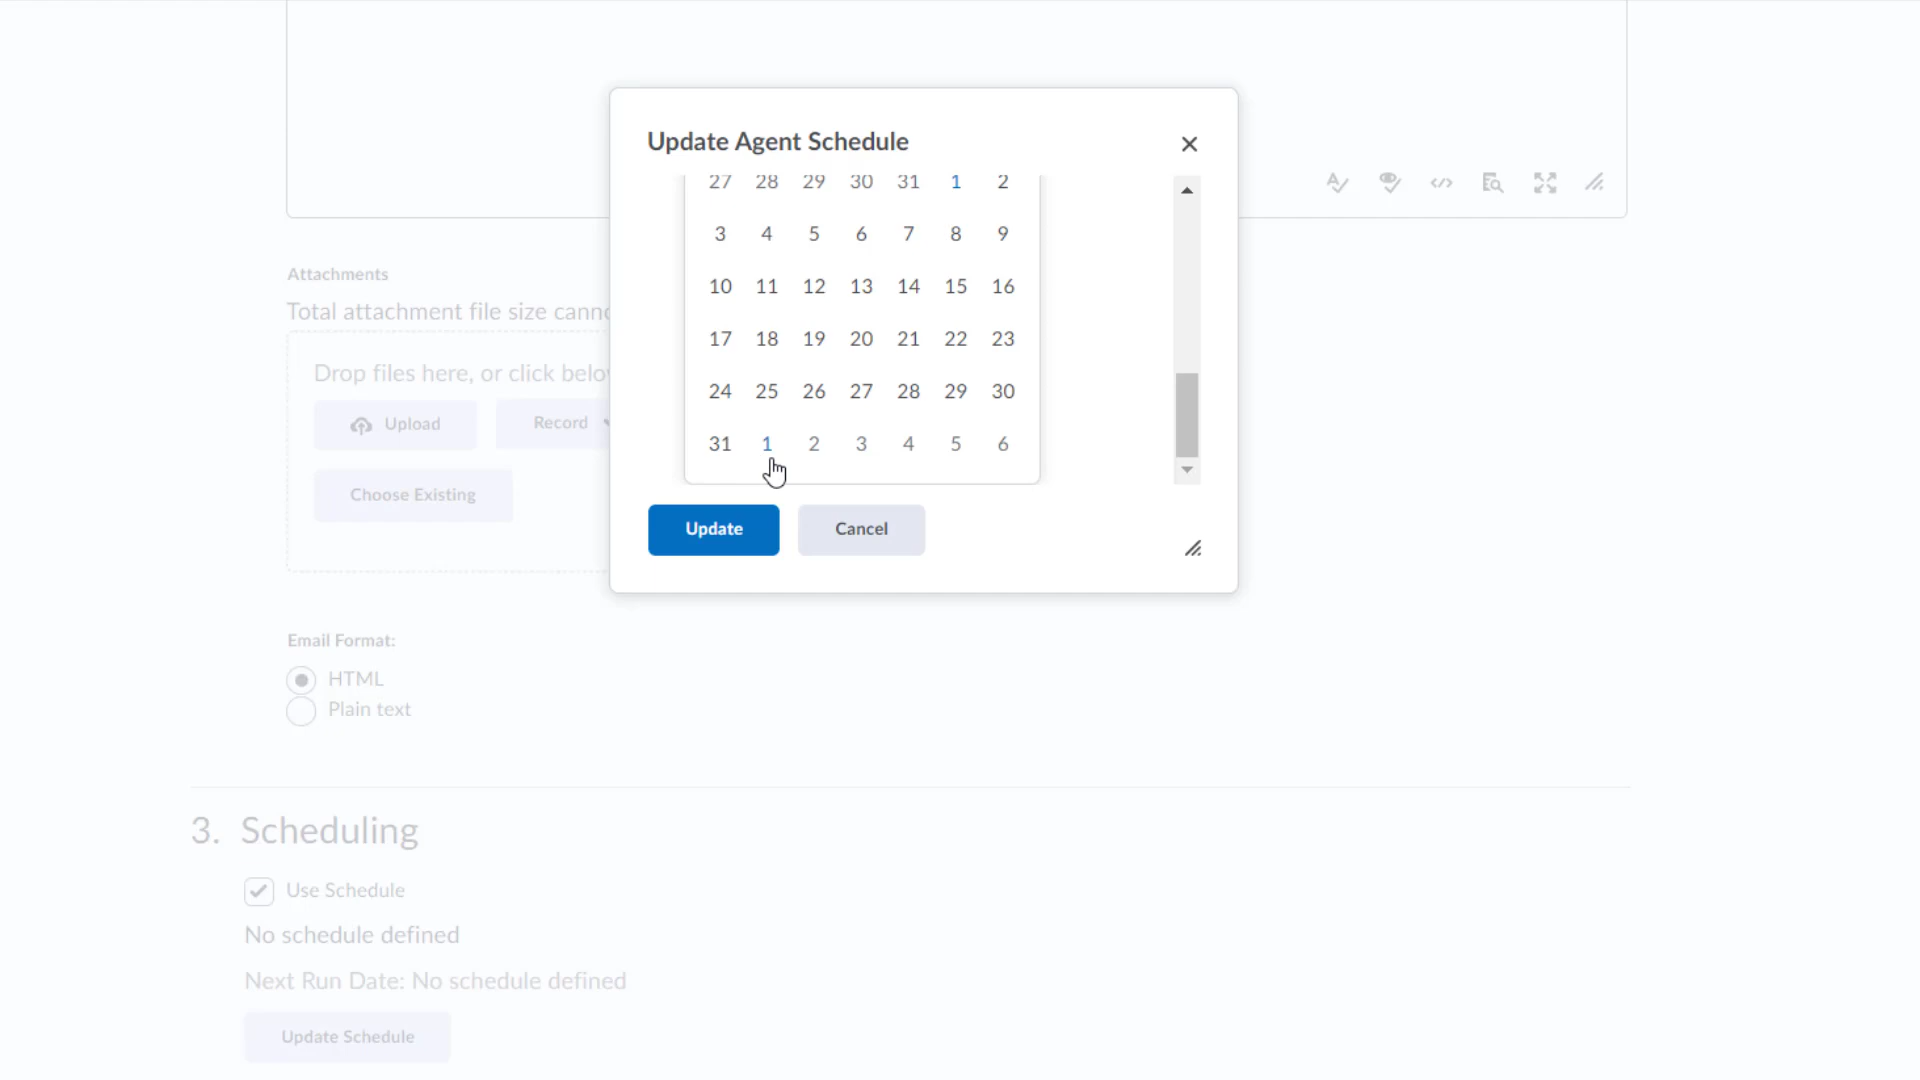 Update Agent Schedule
27 28 29 30 31 1 2
3 4 5 6 7 8 9
10 11 12 13 14 15 16
17 18 19 20 21 22 23
24 25 26 27 28 29 30
31 1 2 3 4 5 6
Update Cancel
Attachments
Total attachment file size
Drop files here, or click
Upload Record
Choose Existing
Email Format:
HTML
Plain text
3. Scheduling
Use Schedule
No schedule defined
Next Run Date: No schedule defined
Update Schedule